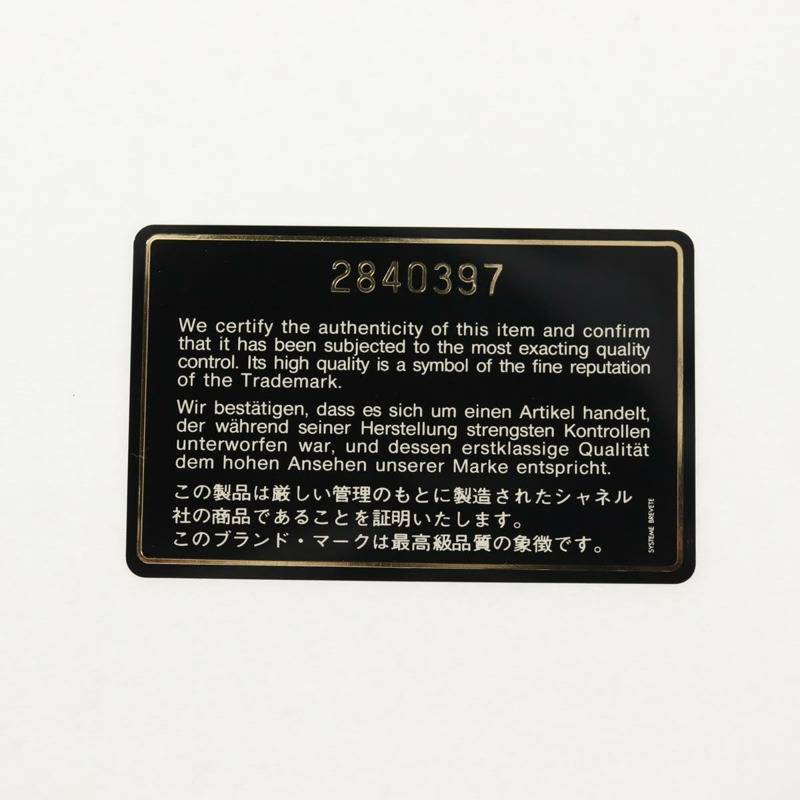 2840397
We certify the authenticity of this item and confirm
that it has been subjected to the most exacting quality
control. Its high quality is a symbol of the fine reputation
of the Trademark.
Wir bestätigen, dass es sich um einen Artikel handelt,
der während seiner Herstellung strengsten Kontrollen
unterworfen war, und dessen erstklassige Qualität
dem hohen Ansehen unserer Marke entspricht.
この製品は厳しい管理のもとに製造されたシャネル
社の商品であることを証明いたします。
このブランド・マークは最高級品質の象徴です。
SYSTEME BREVETE